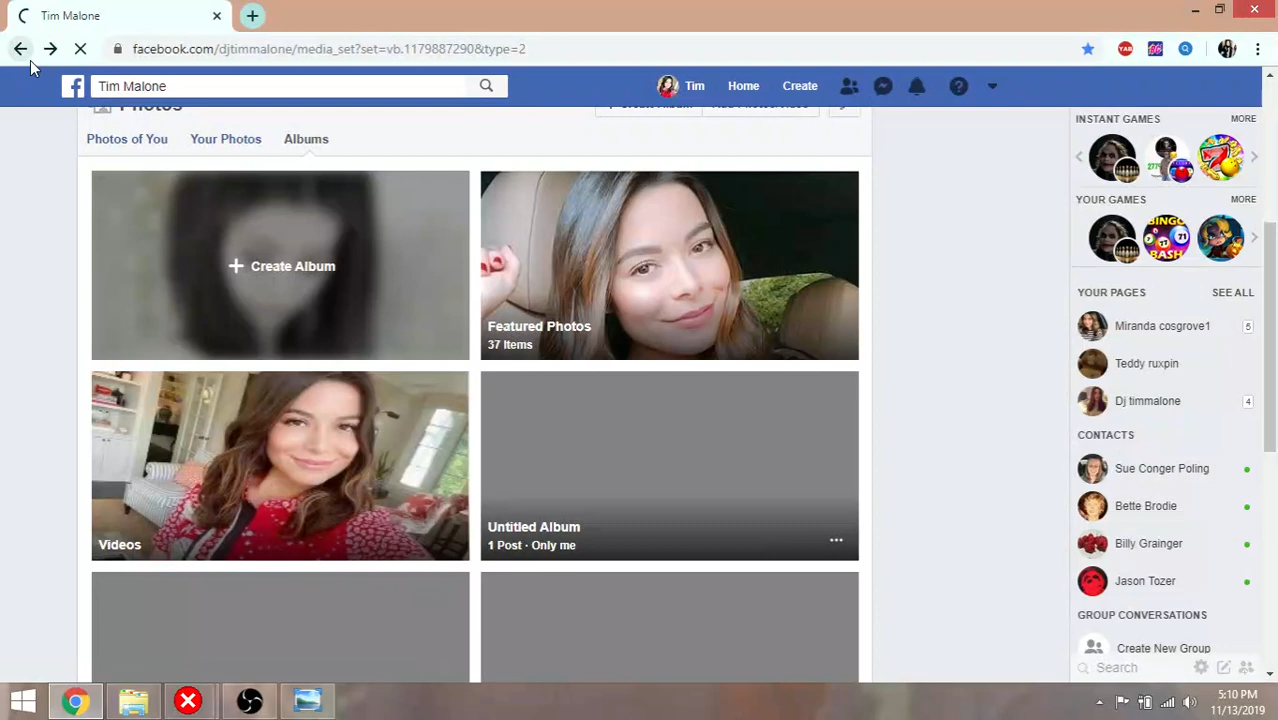 Tim Malone
facebook.com/djtimmalone/media_set?set=vb.1179887290&type=2
Tim Malone
Tim
Home
Create
Photos
Photos of You
Your Photos
Albums
+ Create Album
Featured Photos
37 Items
Videos
Untitled Album
1 Post · Only me
INSTANT GAMES
MORE
YOUR GAMES
MORE
YOUR PAGES
SEE ALL
Miranda cosgrove1
5
Teddy ruxpin
Dj timmalone
4
CONTACTS
Sue Conger Poling
Bette Brodie
Billy Grainger
Jason Tozer
GROUP CONVERSATIONS
Create New Group
Search
5:10 PM
11/13/2019